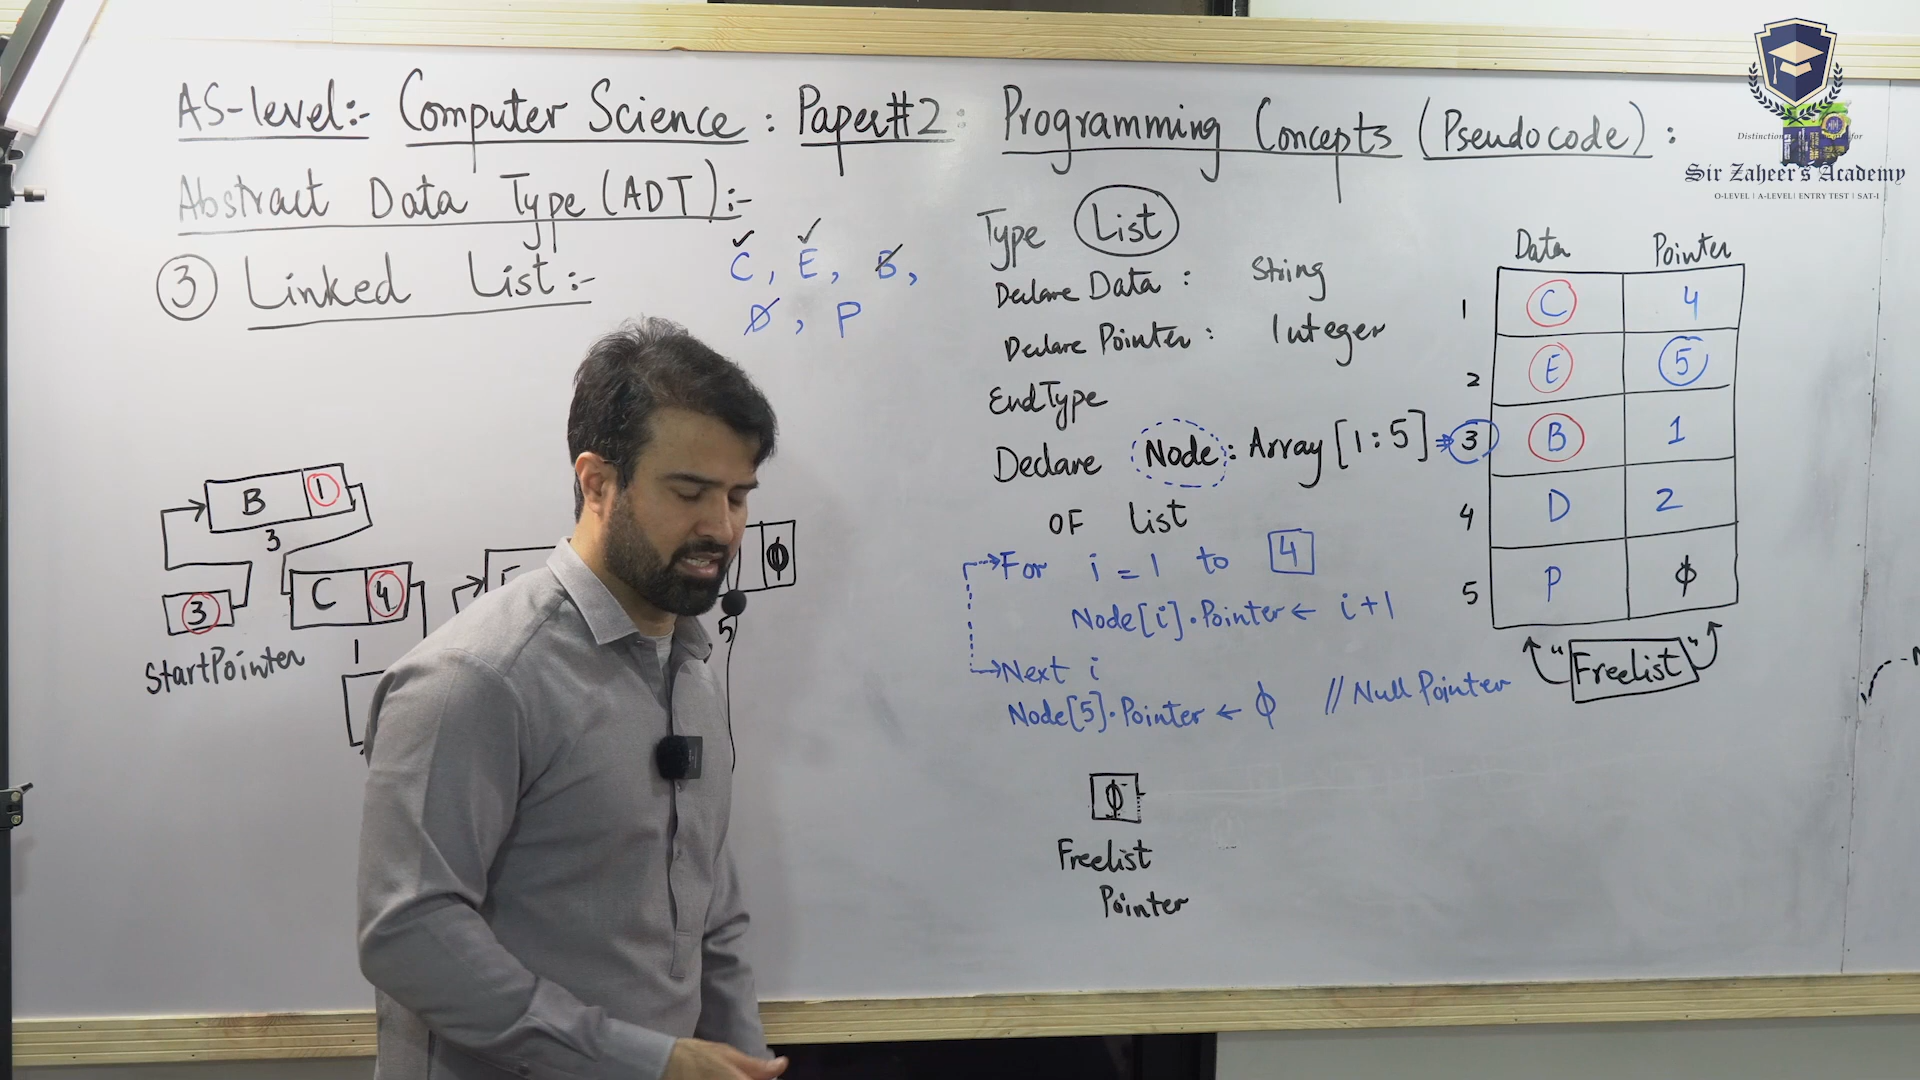 AS-level:- Computer Science : Paper#2 : Programming Concepts (Pseudocode) :
Abstract Data Type (ADT):-
③ Linked List:-
C, E, B,
D, P
B 1
3
3
StartPointer
C 4
1
φ
5
Type List
Declare Data : String
Declare Pointer : Integer
EndType
Declare Node : Array [1:5]
OF List
For i = 1 to 4
Node[i].Pointer ← i+1
Next i
Node[5].Pointer ← φ // Null Pointer
φ
Freelist
Pointer
Data Pointer
1 C 4
2 E 5
3 B 1
4 D 2
5 P φ
"Freelist"
Sir Zaheer's Academy
O-LEVEL | A-LEVEL | ENTRY TEST | SAT-I